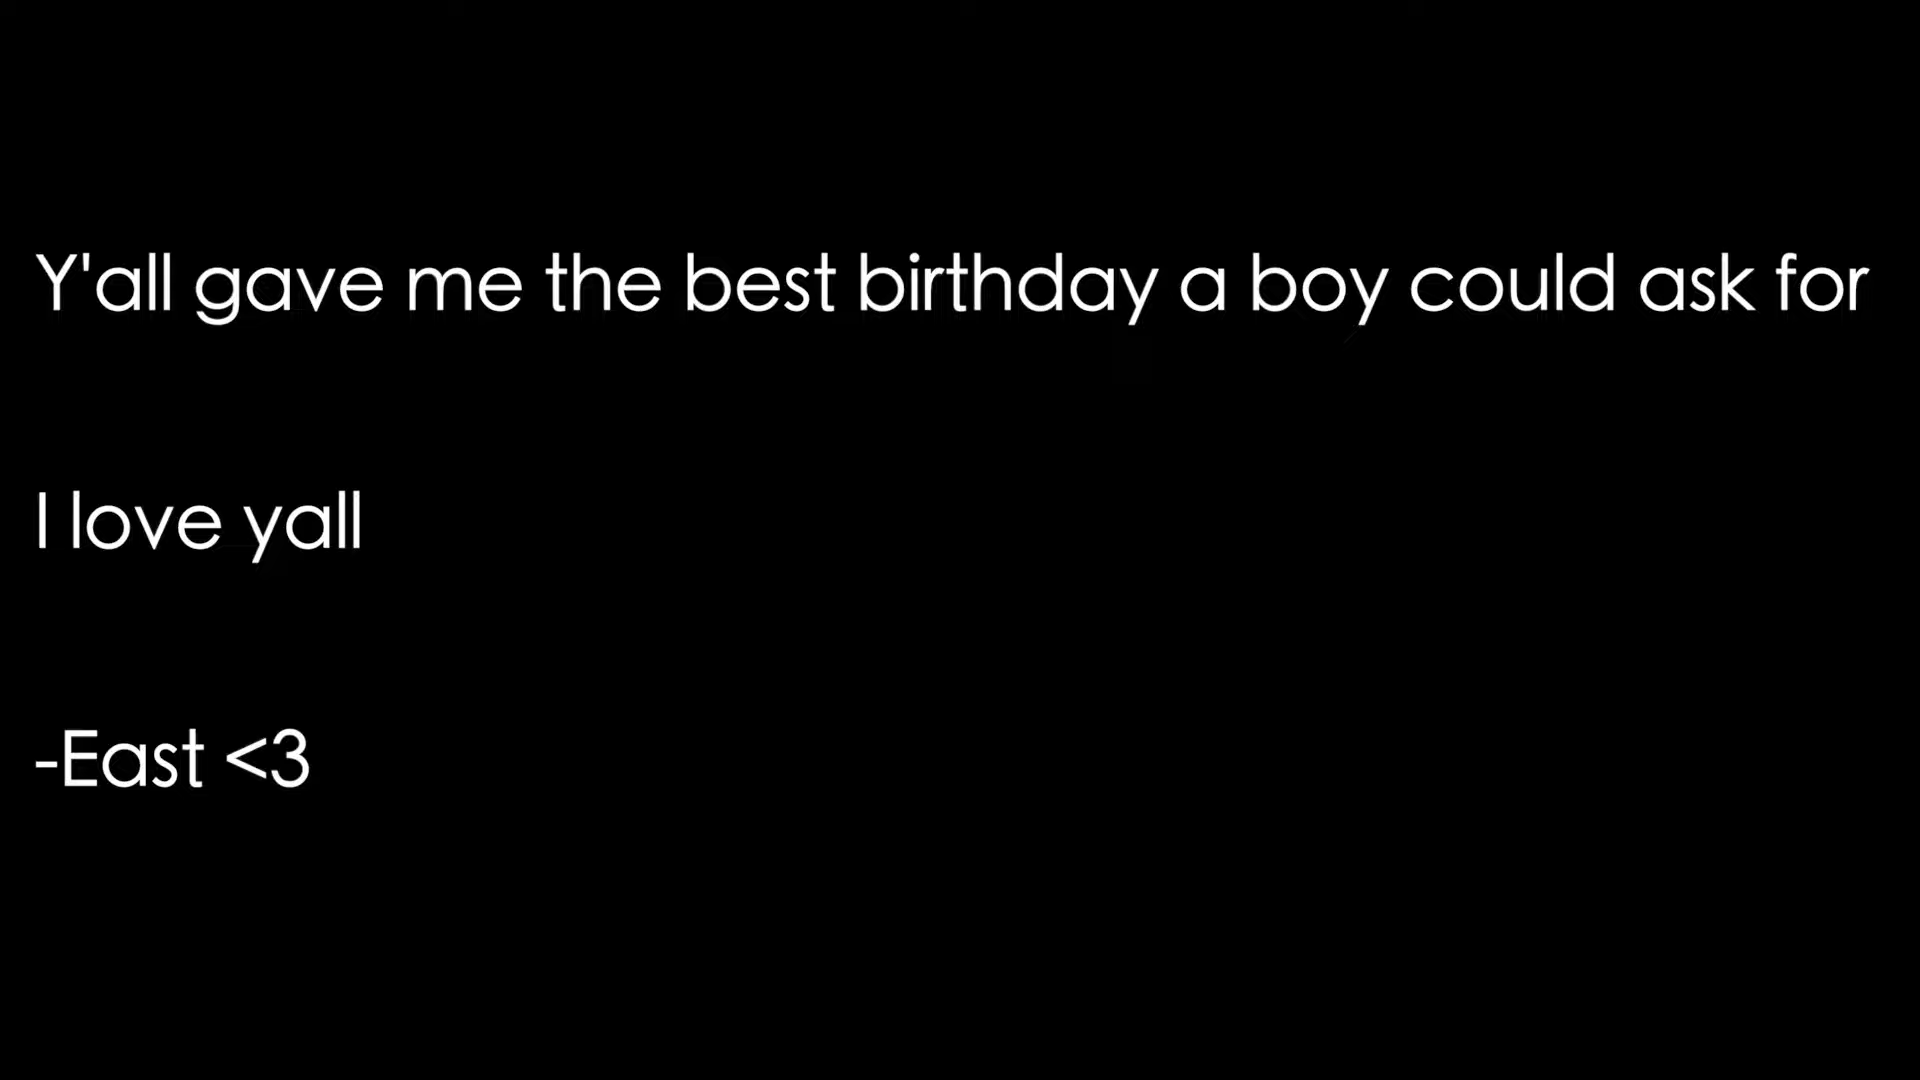 Y'all gave me the best birthday a boy could ask for
I love yall
-East <3